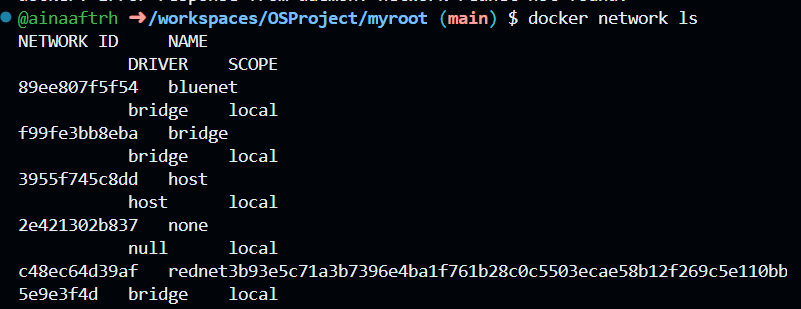 @ainaaftrh ➜/workspaces/OSProject/myroot (main) $ docker network ls
NETWORK ID     NAME
DRIVER    SCOPE
89ee807f5f54   bluenet
bridge    local
f99fe3bb8eba   bridge
bridge    local
3955f745c8dd   host
host      local
2e421302b837   none
null      local
c48ec64d39af   rednet3b93e5c71a3b7396e4ba1f761b28c0c5503ecae58b12f269c5e110bb
5e9e3f4d   bridge    local